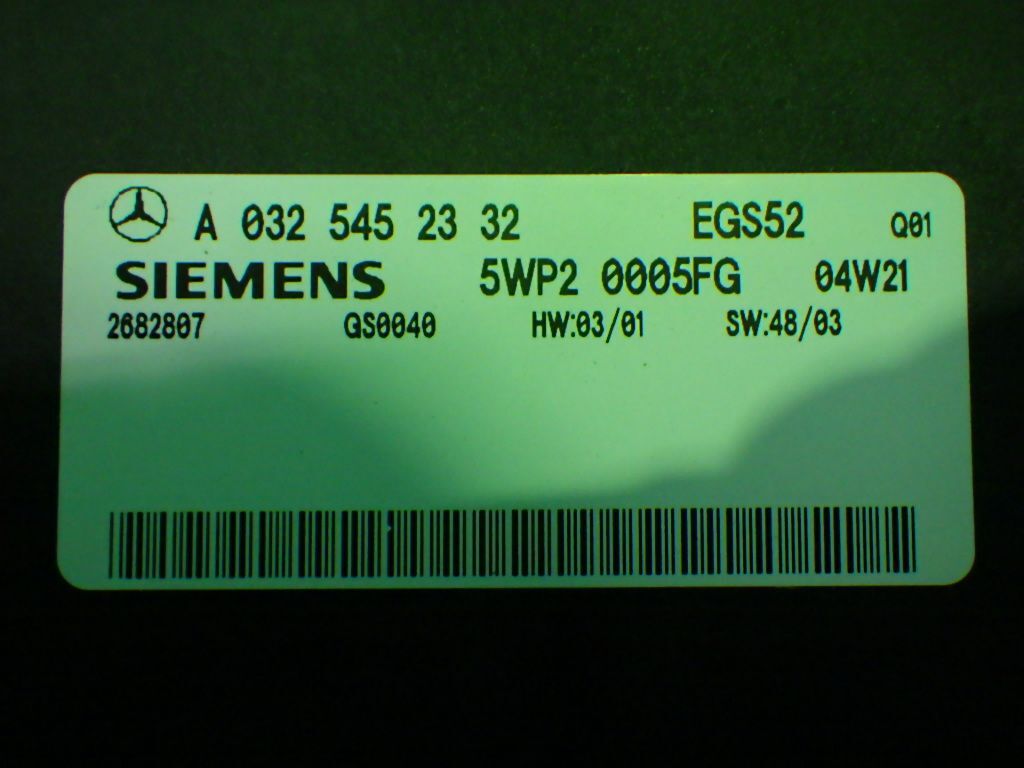 A 032 545 23 32 EGS52 Q01
SIEMENS 5WP2 0005FG 04W21
2682807 GS0040 HW:03/01 SW:48/03